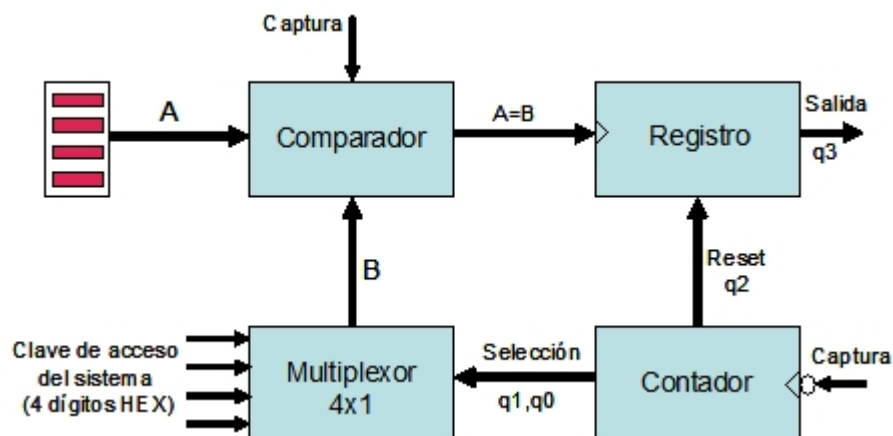 Captura
A
Comparador
A=B
Registro
Salida
q3
B
Reset
q2
Clave de acceso
del sistema
(4 dígitos HEX)
Multiplexor
4x1
Selección
q1,q0
Contador
Captura